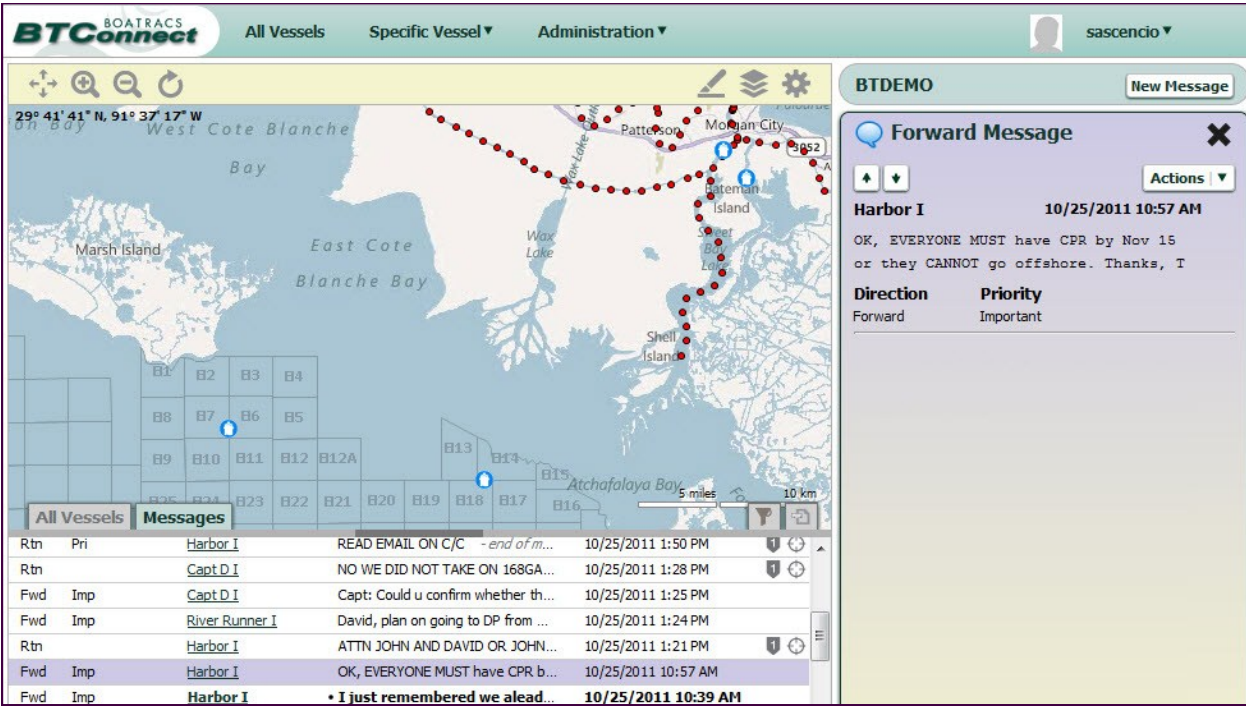 BOATRACS
BTConnect
All Vessels
Specific Vessel
Administration
sascencio
29° 41' 41" N, 91° 37' 17" W
West Cote Blanche
Bay
Patterson
Morgan City
Wax Lake Outlet
Bateman
Island
Sweet
Bay
Lake
Marsh Island
East Cote
Blanche Bay
Wax
Lake
Shell
Island
B1 B2 B3 B4
B8 B7 B6 B5
B9 B10 B11 B12 B12A
B13 B14
B15
B25 B24 B23 B22 B21 B20 B19 B18 B17 B16
Atchafalaya Bay
5 miles
10 km
All Vessels
Messages
Rtn Pri Harbor I READ EMAIL ON C/C - end of m... 10/25/2011 1:50 PM 1
Rtn Capt D I NO WE DID NOT TAKE ON 168GA... 10/25/2011 1:28 PM 1
Fwd Imp Capt D I Capt: Could u confirm whether th... 10/25/2011 1:25 PM
Fwd Imp River Runner I David, plan on going to DP from ... 10/25/2011 1:24 PM
Rtn Harbor I ATTN JOHN AND DAVID OR JOHN... 10/25/2011 1:21 PM 1
Fwd Imp Harbor I OK, EVERYONE MUST have CPR b... 10/25/2011 10:57 AM
Fwd Imp Harbor I • I just remembered we alead... 10/25/2011 10:39 AM
BTDEMO
New Message
Forward Message
Actions
Harbor I 10/25/2011 10:57 AM
OK, EVERYONE MUST have CPR by Nov 15
or they CANNOT go offshore. Thanks, T
Direction Priority
Forward Important